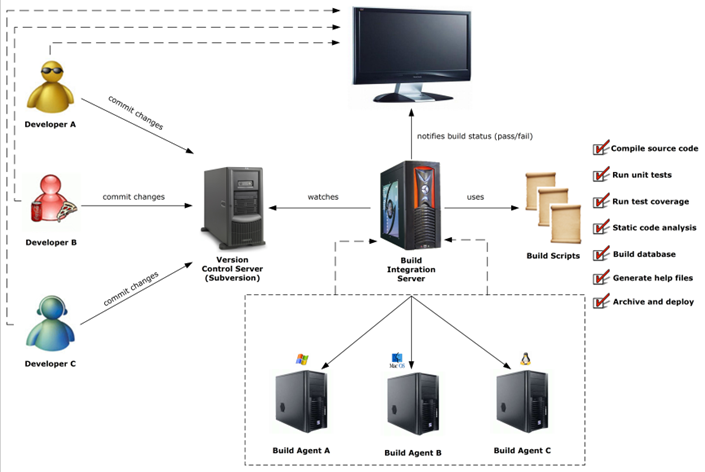 Developer A
commit changes
notifies build status (pass/fail)
Compile source code
Run unit tests
Run test coverage
Static code analysis
Build database
Generate help files
Archive and deploy
commit changes
Developer B
watches
uses
Version
Control Server
(Subversion)
Build
Integration
Server
Build Scripts
commit changes
Developer C
Mac OS
Build Agent A
Build Agent B
Build Agent C